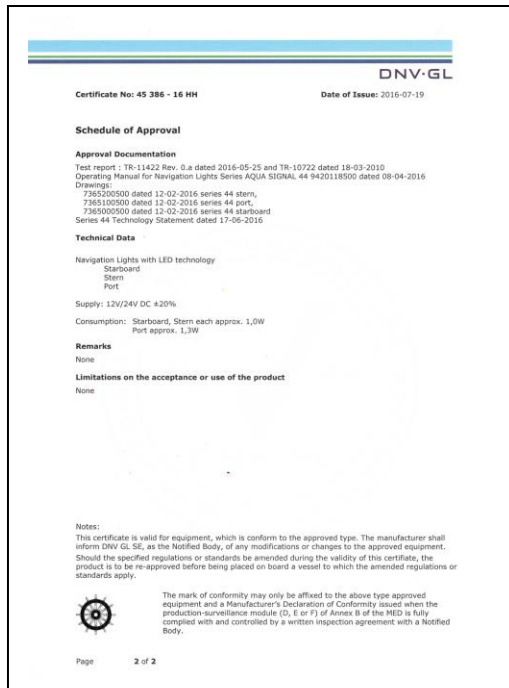 DNV·GL
Certificate No: 45 386 - 16 HH
Date of Issue: 2016-07-19
Schedule of Approval
Approval Documentation
Test report : TR-11422 Rev. 0.a dated 2016-05-25 and TR-10722 dated 18-03-2010
Operating Manual for Navigation Lights Series AQUA SIGNAL 44 9420118500 dated 08-04-2016
Drawings:
7365200500 dated 12-02-2016 series 44 stern,
7365100500 dated 12-02-2016 series 44 port,
7365000500 dated 12-02-2016 series 44 starboard
Series 44 Technology Statement dated 17-06-2016
Technical Data
Navigation Lights with LED technology
Starboard
Stern
Port
Supply: 12V/24V DC ±20%
Consumption: Starboard, Stern each approx. 1,0W
Port approx. 1,3W
Remarks
None
Limitations on the acceptance or use of the product
None
Notes:
This certificate is valid for equipment, which is conform to the approved type. The manufacturer shall
inform DNV GL SE, as the Notified Body, of any modifications or changes to the approved equipment.
Should the specified regulations or standards be amended during the validity of this certifiate, the
product is to be re-approved before being placed on board a vessel to which the amended regulations or
standards apply.
The mark of conformity may only be affixed to the above type approved
equipment and a Manufacturer's Declaration of Conformity issued when the
production-surveillance module (D, E or F) of Annex B of the MED is fully
complied with and controlled by a written inspection agreement with a Notified
Body.
Page 2 of 2